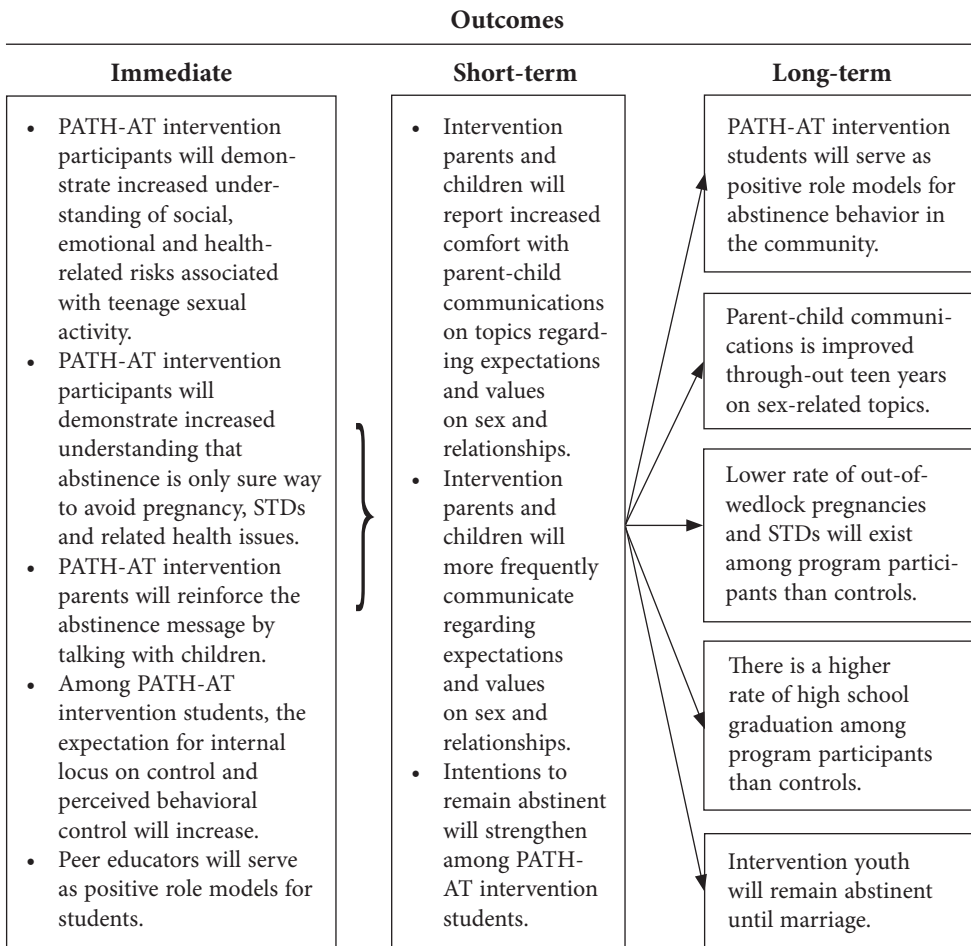 Outcomes
Immediate
• PATH-AT intervention
participants will demon-
strate increased under-
standing of social,
emotional and health-
related risks associated
with teenage sexual
activity.
• PATH-AT intervention
participants will
demonstrate increased
understanding that
abstinence is only sure way
to avoid pregnancy, STDs
and related health issues.
• PATH-AT intervention
parents will reinforce the
abstinence message by
talking with children.
• Among PATH-AT
intervention students, the
expectation for internal
locus on control and
perceived behavioral
control will increase.
• Peer educators will serve
as positive role models for
students.
Short-term
• Intervention
parents and
children will
report increased
comfort with
parent-child
communications
on topics regard-
ing expectations
and values
on sex and
relationships.
• Intervention
parents and
children will
more frequently
communicate
regarding
expectations
and values
on sex and
relationships.
• Intentions to
remain abstinent
will strengthen
among PATH-
AT intervention
students.
Long-term
PATH-AT intervention
students will serve as
positive role models for
abstinence behavior in
the community.
Parent-child communi-
cations is improved
through-out teen years
on sex-related topics.
Lower rate of out-of-
wedlock pregnancies
and STDs will exist
among program partici-
pants than controls.
There is a higher
rate of high school
graduation among
program participants
than controls.
Intervention youth
will remain abstinent
until marriage.